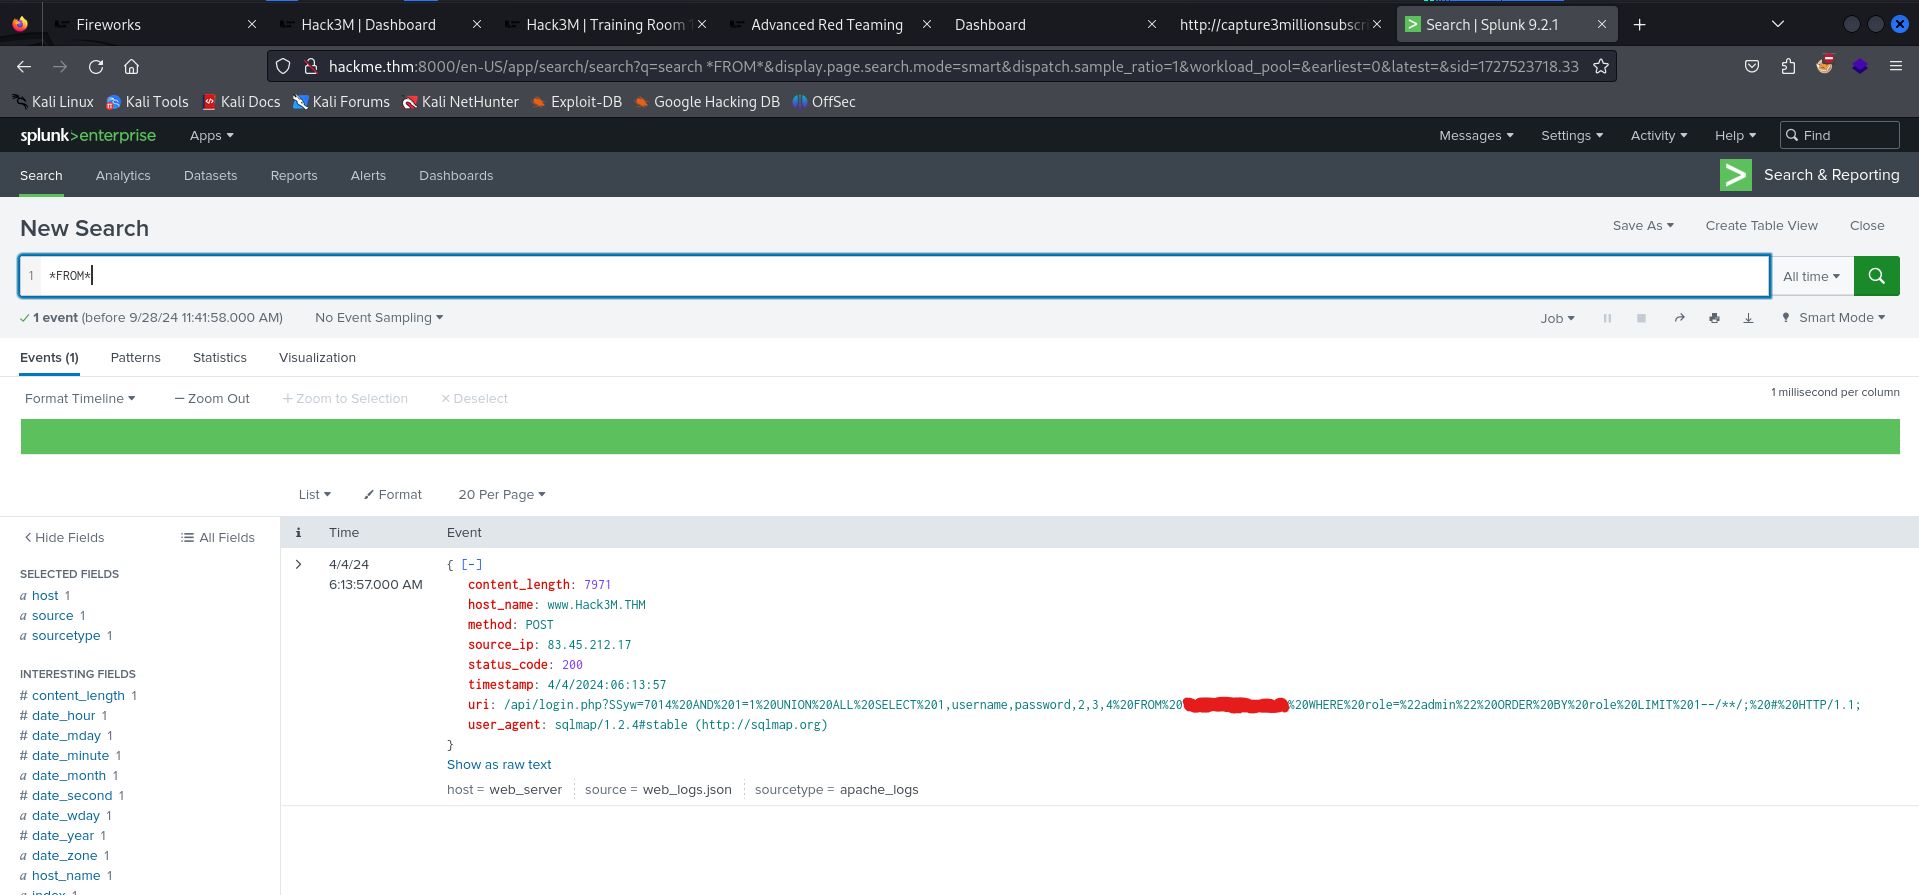 Fireworks
Hack3M | Dashboard
Hack3M | Training Room 1
Advanced Red Teaming
Dashboard
http://capture3millionsubscri
Search | Splunk 9.2.1
hackme.thm:8000/en-US/app/search/search?q=search *FROM*&display.page.search.mode=smart&dispatch.sample_ratio=1&workload_pool=&earliest=0&latest=&sid=1727523718.33
Kali Linux Kali Tools Kali Docs Kali Forums Kali NetHunter Exploit-DB Google Hacking DB OffSec
splunk>enterprise Apps Messages Settings Activity Help Find
Search Analytics Datasets Reports Alerts Dashboards > Search & Reporting
New Search Save As Create Table View Close
1 *FROM* All time
1 event (before 9/28/24 11:41:58.000 AM) No Event Sampling Job Smart Mode
Events (1) Patterns Statistics Visualization
Format Timeline — Zoom Out + Zoom to Selection × Deselect 1 millisecond per column
List Format 20 Per Page
Hide Fields All Fields
SELECTED FIELDS
a host 1
a source 1
a sourcetype 1
INTERESTING FIELDS
# content_length 1
# date_hour 1
# date_mday 1
# date_minute 1
a date_month 1
# date_second 1
a date_wday 1
# date_year 1
a date_zone 1
a host_name 1
a index 1
i Time Event
4/4/24
6:13:57.000 AM
{ [-]
content_length: 7971
host_name: www.Hack3M.THM
method: POST
source_ip: 83.45.212.17
status_code: 200
timestamp: 4/4/2024:06:13:57
uri: /api/login.php?SSyw=7014%20AND%201=1%20UNION%20ALL%20SELECT%201,username,password,2,3,4%20FROM%20 %20WHERE%20role=%22admin%22%20ORDER%20BY%20role%20LIMIT%201--/**/;%20#%20HTTP/1.1;
user_agent: sqlmap/1.2.4#stable (http://sqlmap.org)
}
Show as raw text
host = web_server source = web_logs.json sourcetype = apache_logs